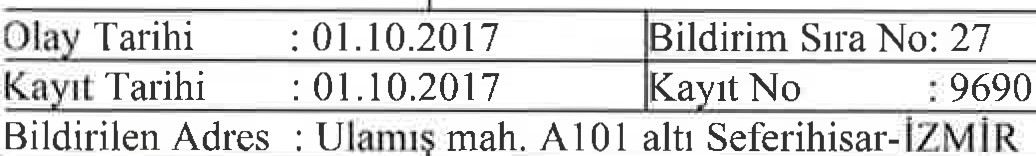 Olay Tarihi : 01.10.2017 Bildirim Sıra No: 27
Kayıt Tarihi : 01.10.2017 Kayıt No : 9690
Bildirilen Adres : Ulamış mah. A101 altı Seferihisar-İZMİR